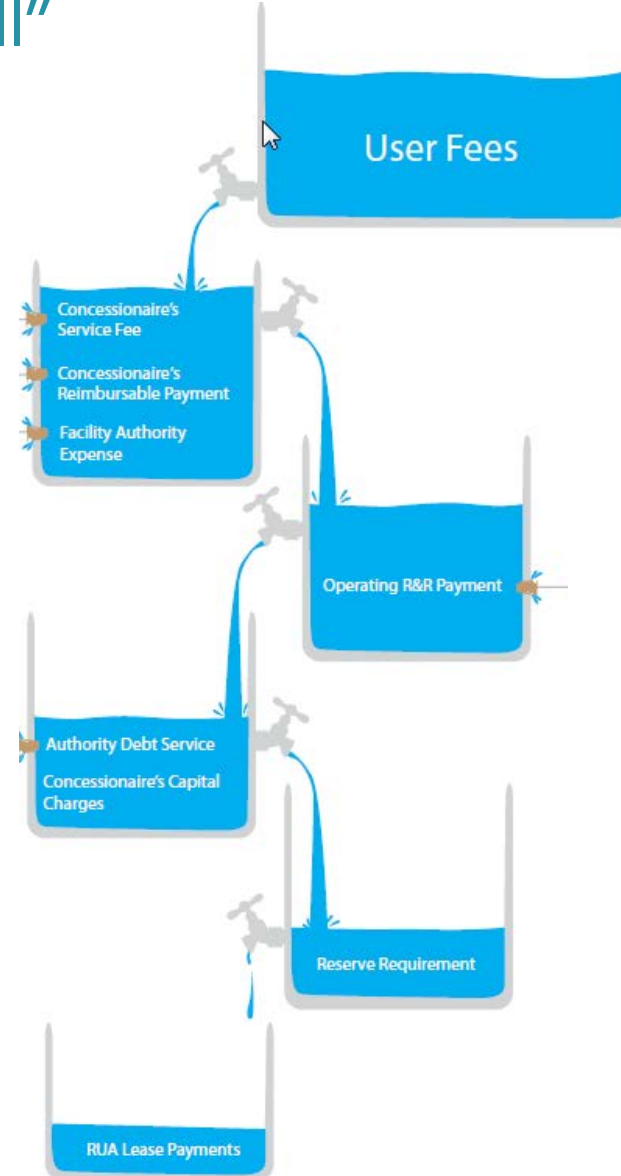 ll”
User Fees
Concessionaire's
Service Fee
Concessionaire's
Reimbursable Payment
Facility Authority
Expense
Operating R&R Payment
Authority Debt Service
Concessionaire's Capital
Charges
Reserve Requirement
RUA Lease Payments